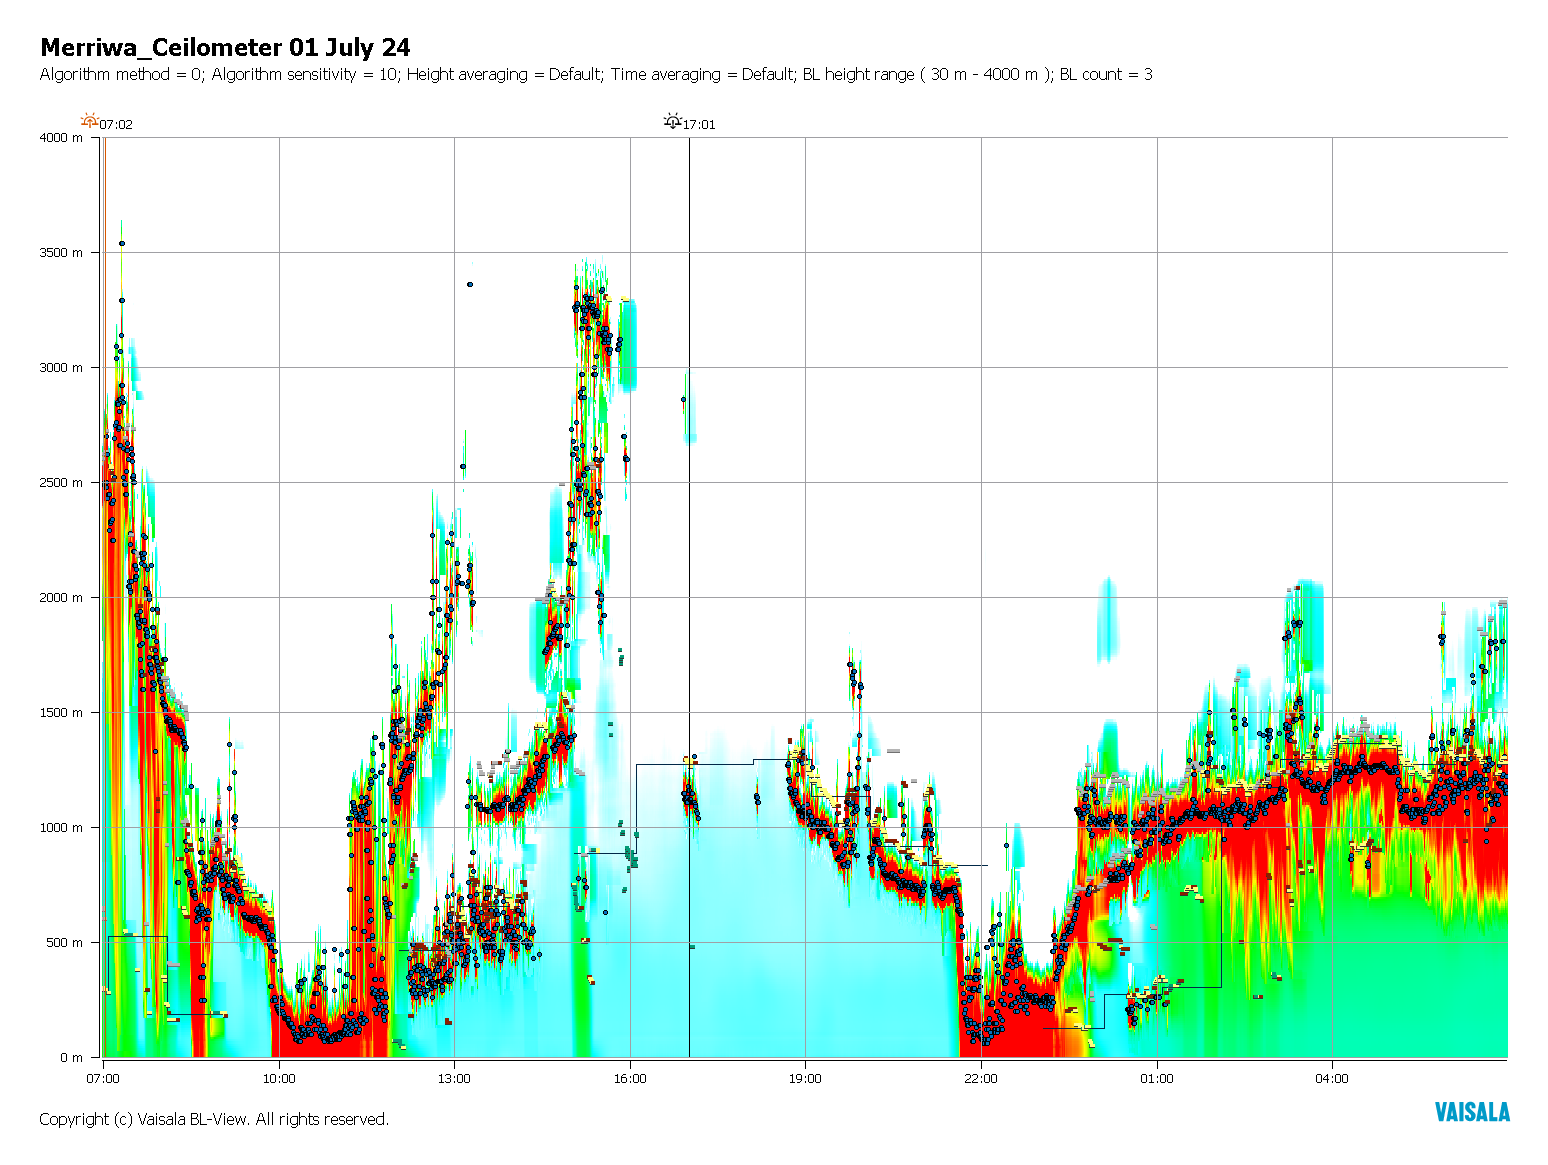 Merriwa_Ceilometer 01 July 24
Algorithm method = 0; Algorithm sensitivity = 10; Height averaging = Default; Time averaging = Default; BL height range ( 30 m - 4000 m ); BL count = 3
07:02 17:01
4000 m
3500 m
3000 m
2500 m
2000 m
1500 m
1000 m
500 m
0 m
07:00 10:00 13:00 16:00 19:00 22:00 01:00 04:00
Copyright (c) Vaisala BL-View. All rights reserved.
VAISALA